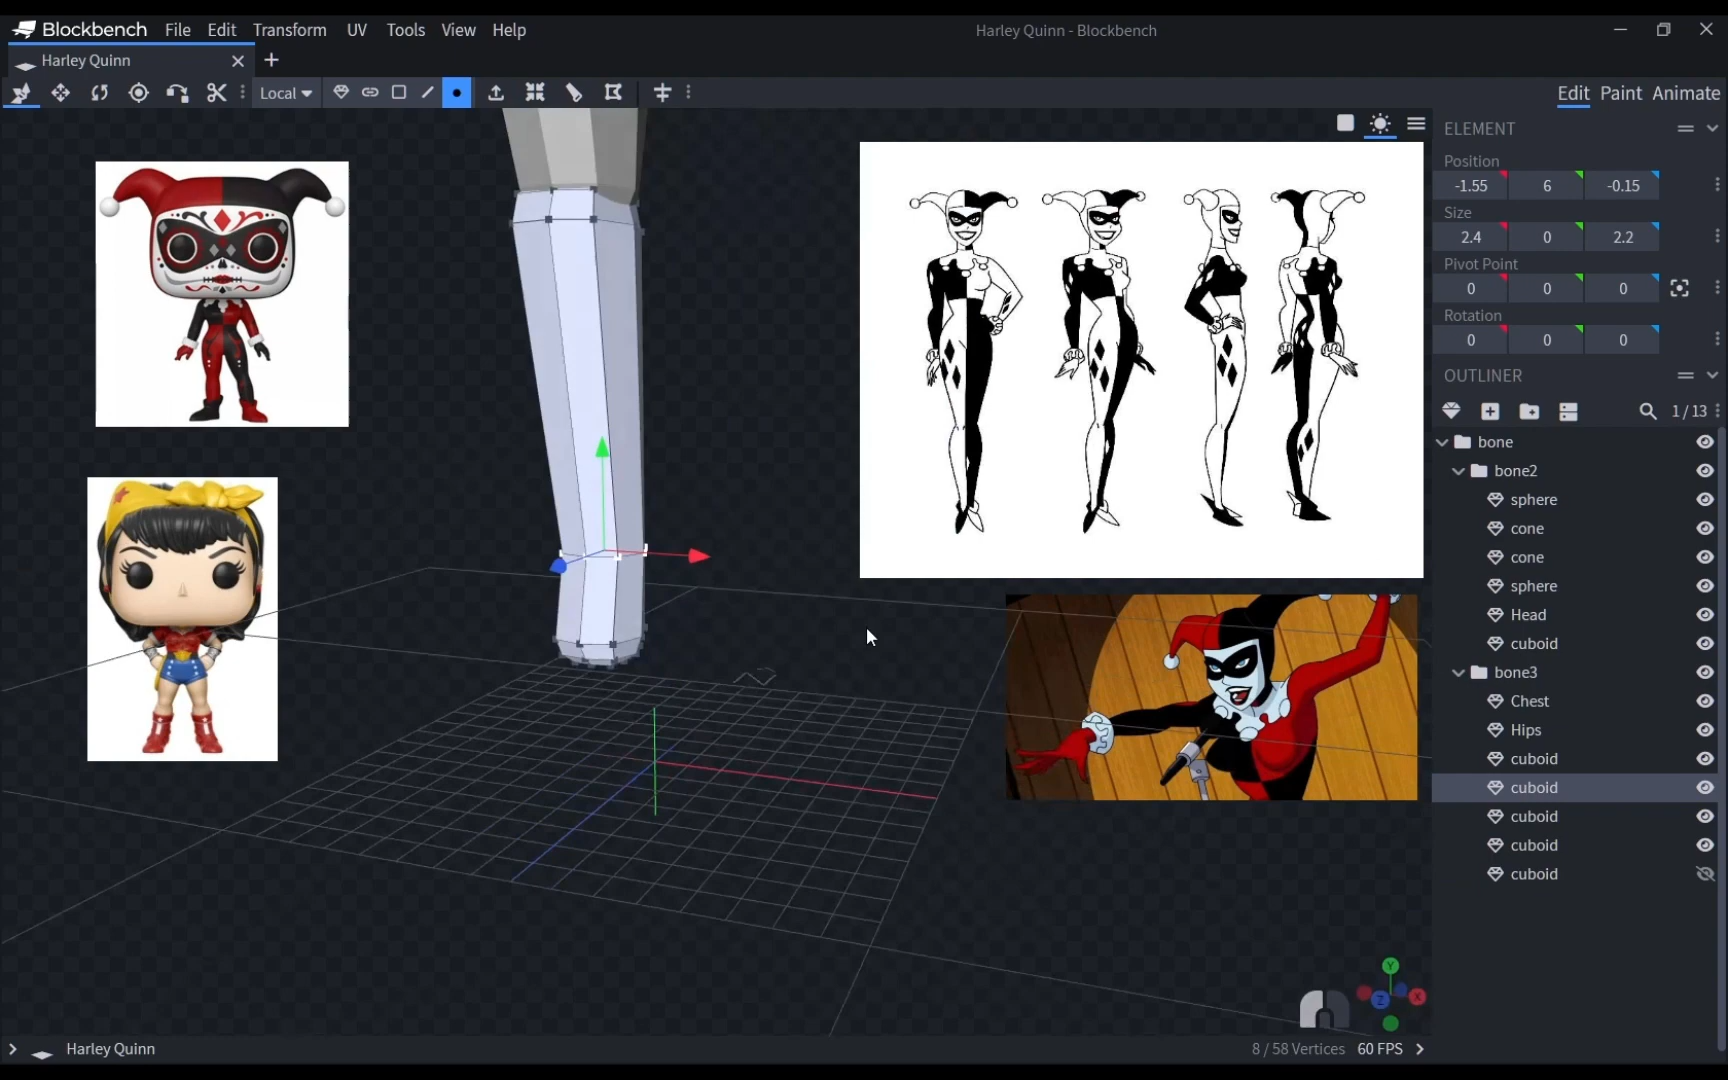 Blockbench File Edit Transform UV Tools View Help
Harley Quinn - Blockbench
Harley Quinn
Local
Edit Paint Animate
ELEMENT
Position
-1.55 6 -0.15
Size
2.4 0 2.2
Pivot Point
0 0 0
Rotation
0 0 0
OUTLINER
1 / 13
bone
bone2
sphere
cone
cone
sphere
Head
cuboid
bone3
Chest
Hips
cuboid
cuboid
cuboid
cuboid
cuboid
Y
X
Z
Harley Quinn
8 / 58 Vertices 60 FPS